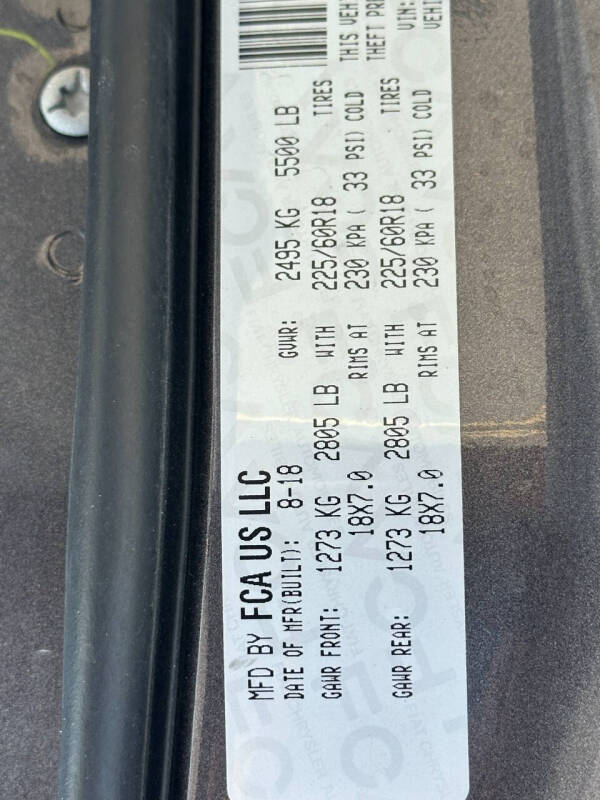 MFD BY FCA US LLC
DATE OF MFR(BUILT): 8-18 GVWR: 2495 KG 5500 LB
GAWR FRONT: 1273 KG 2805 LB WITH 225/60R18 TIRES
18X7.0 RIMS AT 230 KPA ( 33 PSI) COLD
GAWR REAR: 1273 KG 2805 LB WITH 225/60R18 TIRES
18X7.0 RIMS AT 230 KPA ( 33 PSI) COLD
THIS VEHI
THEFT PRE
VIN:
VEHI